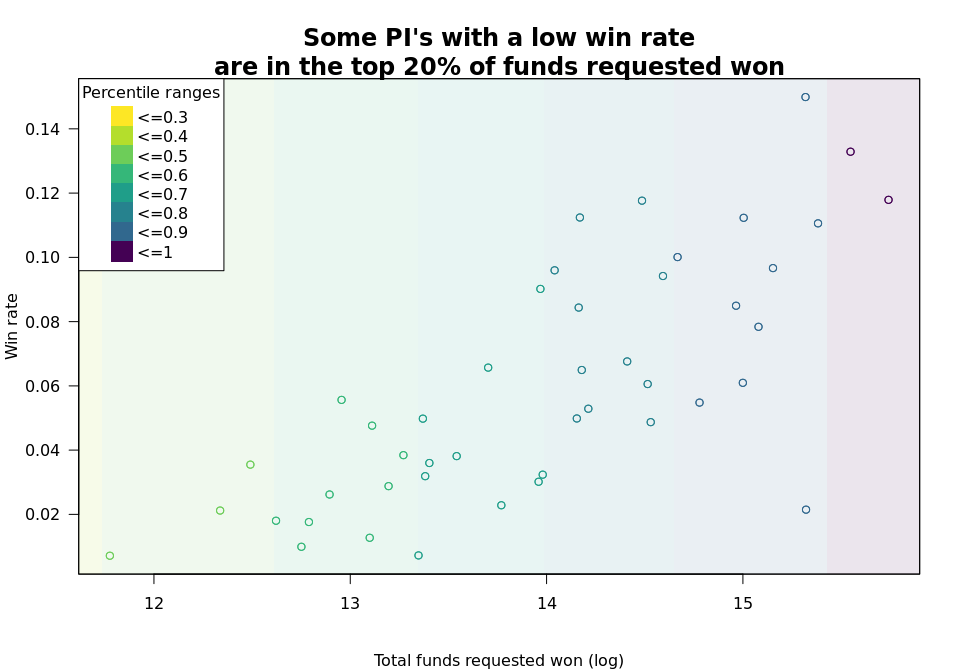 Some PI's with a low win rate
are in the top 20% of funds requested won
Percentile ranges
<=0.3
<=0.4
<=0.5
<=0.6
<=0.7
<=0.8
<=0.9
<=1
0.14
0.12
0.10
0.08
0.06
0.04
0.02
Win rate
12 13 14 15
Total funds requested won (log)